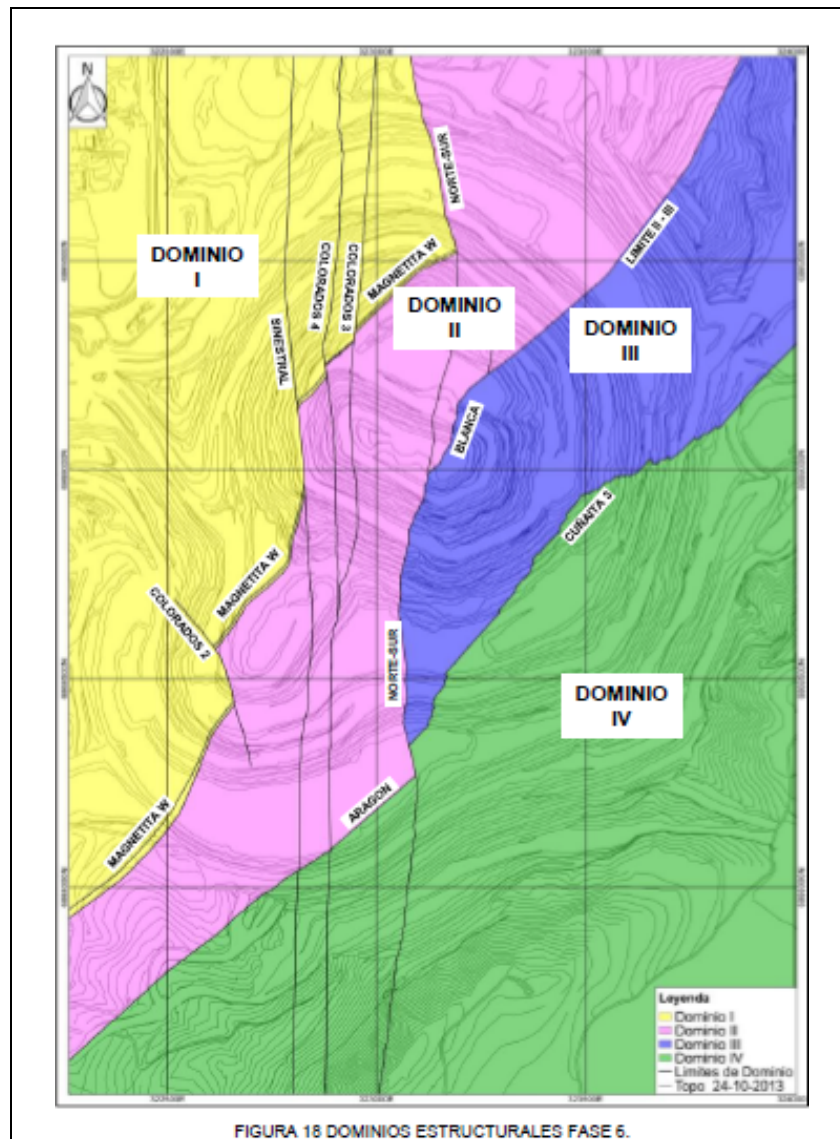 N
DOMINIO
I
NORTE-SUR
LIMITE II - III
MAGNETITA W
COLORADOS 4
COLORADOS 3
SINESTRAL
DOMINIO
II
DOMINIO
III
BLANCA
CUÑAITA 3
MAGNETITA W
COLORADOS 2
NORTE-SUR
DOMINIO
IV
ARAGON
MAGNETITA W
Leyenda
Dominio I
Dominio II
Dominio III
Dominio IV
Limites de Dominio
Topo 24-10-2013
FIGURA 18 DOMINIOS ESTRUCTURALES FASE 6.